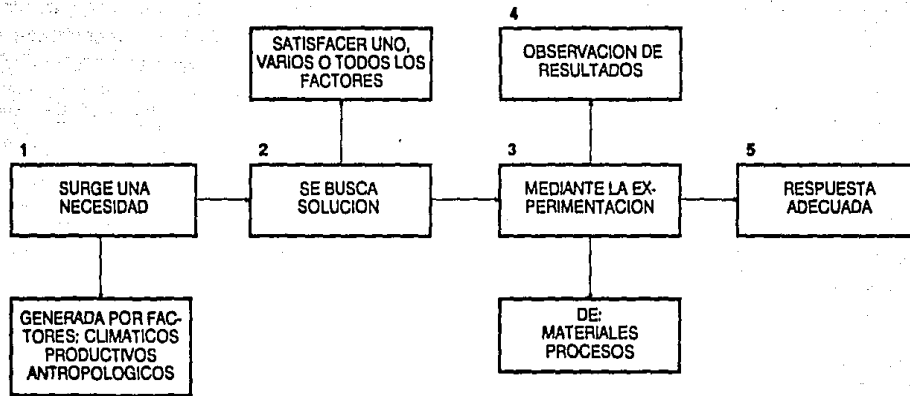 4
SATISFACER UNO,
VARIOS O TODOS LOS
FACTORES
OBSERVACION DE
RESULTADOS
1
SURGE UNA
NECESIDAD
2
SE BUSCA
SOLUCION
3
MEDIANTE LA EX-
PERIMENTACION
5
RESPUESTA
ADECUADA
GENERADA POR FAC-
TORES: CLIMATICOS
PRODUCTIVOS
ANTROPOLOGICOS
DE:
MATERIALES
PROCESOS